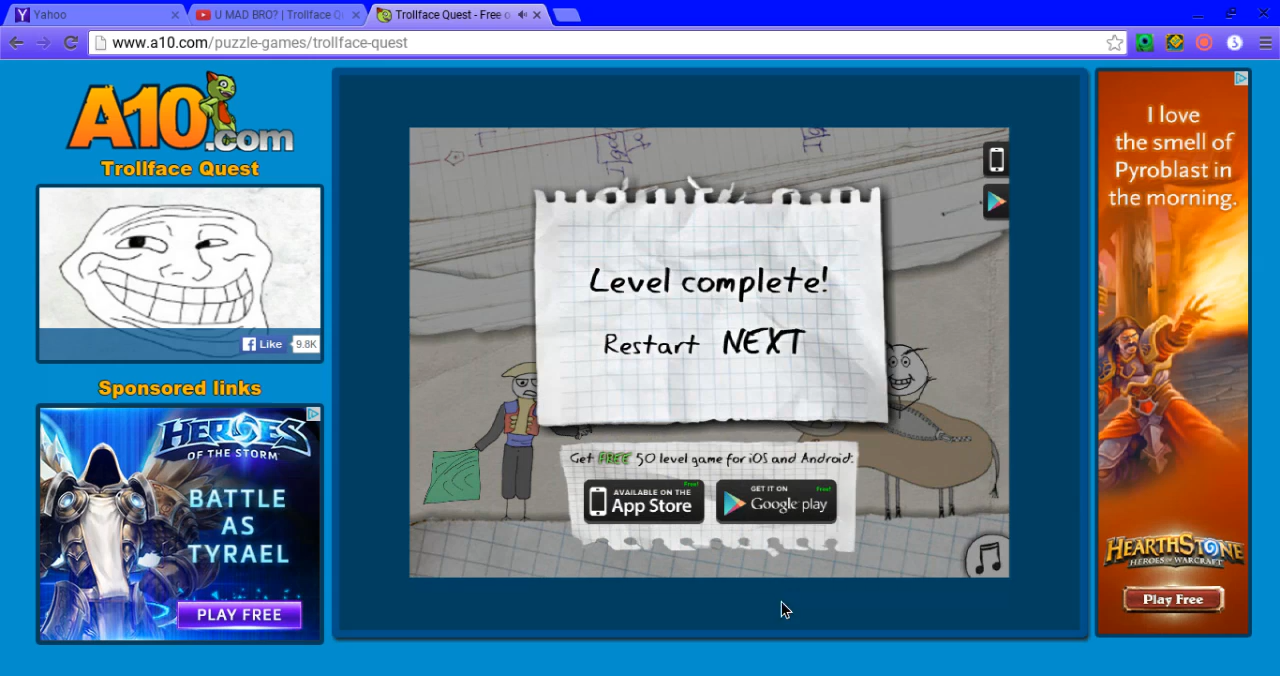 Yahoo
U MAD BRO? | Trollface Q
Trollface Quest - Free o
www.a10.com/puzzle-games/trollface-quest
A10.com
Trollface Quest
Like 9.8K
Sponsored links
HEROES
OF THE STORM
BATTLE
AS
TYRAEL
PLAY FREE
Level complete!
Restart NEXT
Get FREE 50 level game for iOS and Android:
Free!
AVAILABLE ON THE
App Store
Free!
GET IT ON
Google play
I love
the smell of
Pyroblast in
the morning.
HEARTHSTONE
HEROES OF WARCRAFT
Play Free